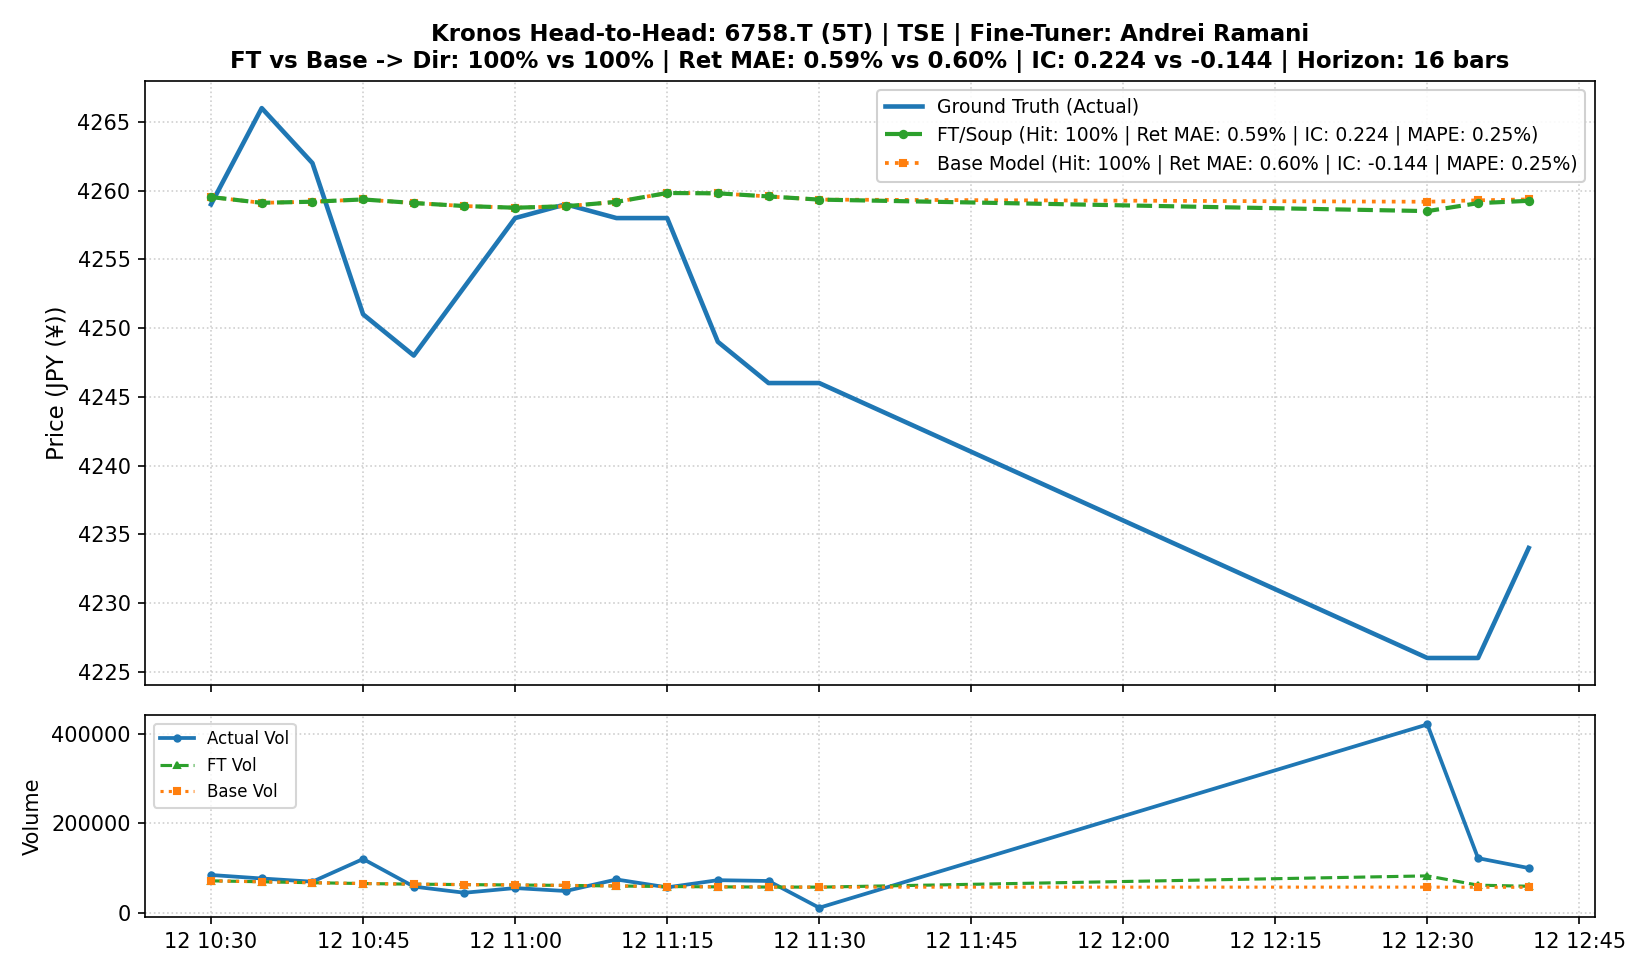 Kronos Head-to-Head: 6758.T (5T) | TSE | Fine-Tuner: Andrei Ramani
FT vs Base -> Dir: 100% vs 100% | Ret MAE: 0.59% vs 0.60% | IC: 0.224 vs -0.144 | Horizon: 16 bars
Ground Truth (Actual)
FT/Soup (Hit: 100% | Ret MAE: 0.59% | IC: 0.224 | MAPE: 0.25%)
Base Model (Hit: 100% | Ret MAE: 0.60% | IC: -0.144 | MAPE: 0.25%)
Price (JPY (¥))
4265
4260
4255
4250
4245
4240
4235
4230
4225
Actual Vol
FT Vol
Base Vol
Volume
400000
200000
0
12 10:30
12 10:45
12 11:00
12 11:15
12 11:30
12 11:45
12 12:00
12 12:15
12 12:30
12 12:45